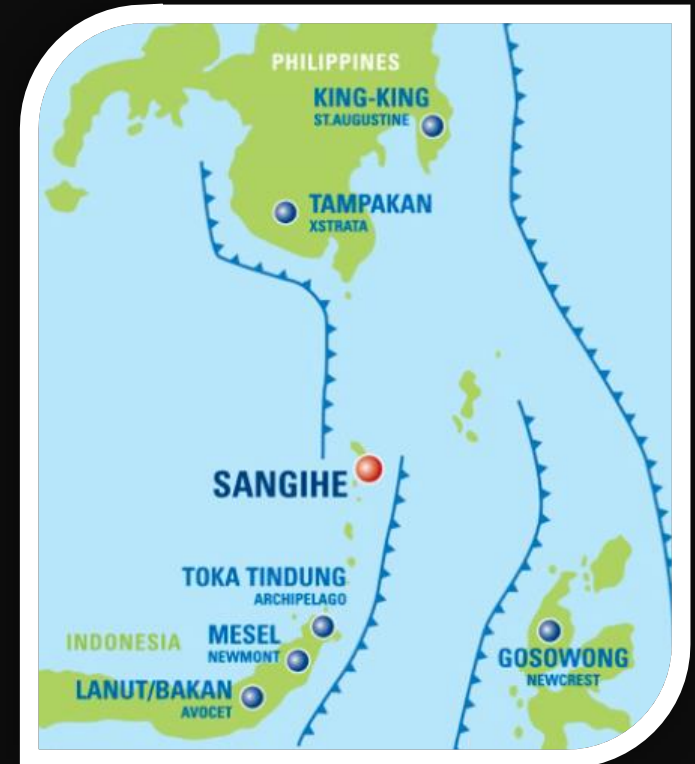 PHILIPPINES
KING-KING
ST.AUGUSTINE
TAMPAKAN
XSTRATA
SANGIHE
TOKA TINDUNG
ARCHIPELAGO
INDONESIA
MESEL
NEWMONT
GOSOWONG
NEWCREST
LANUT/BAKAN
AVOCET